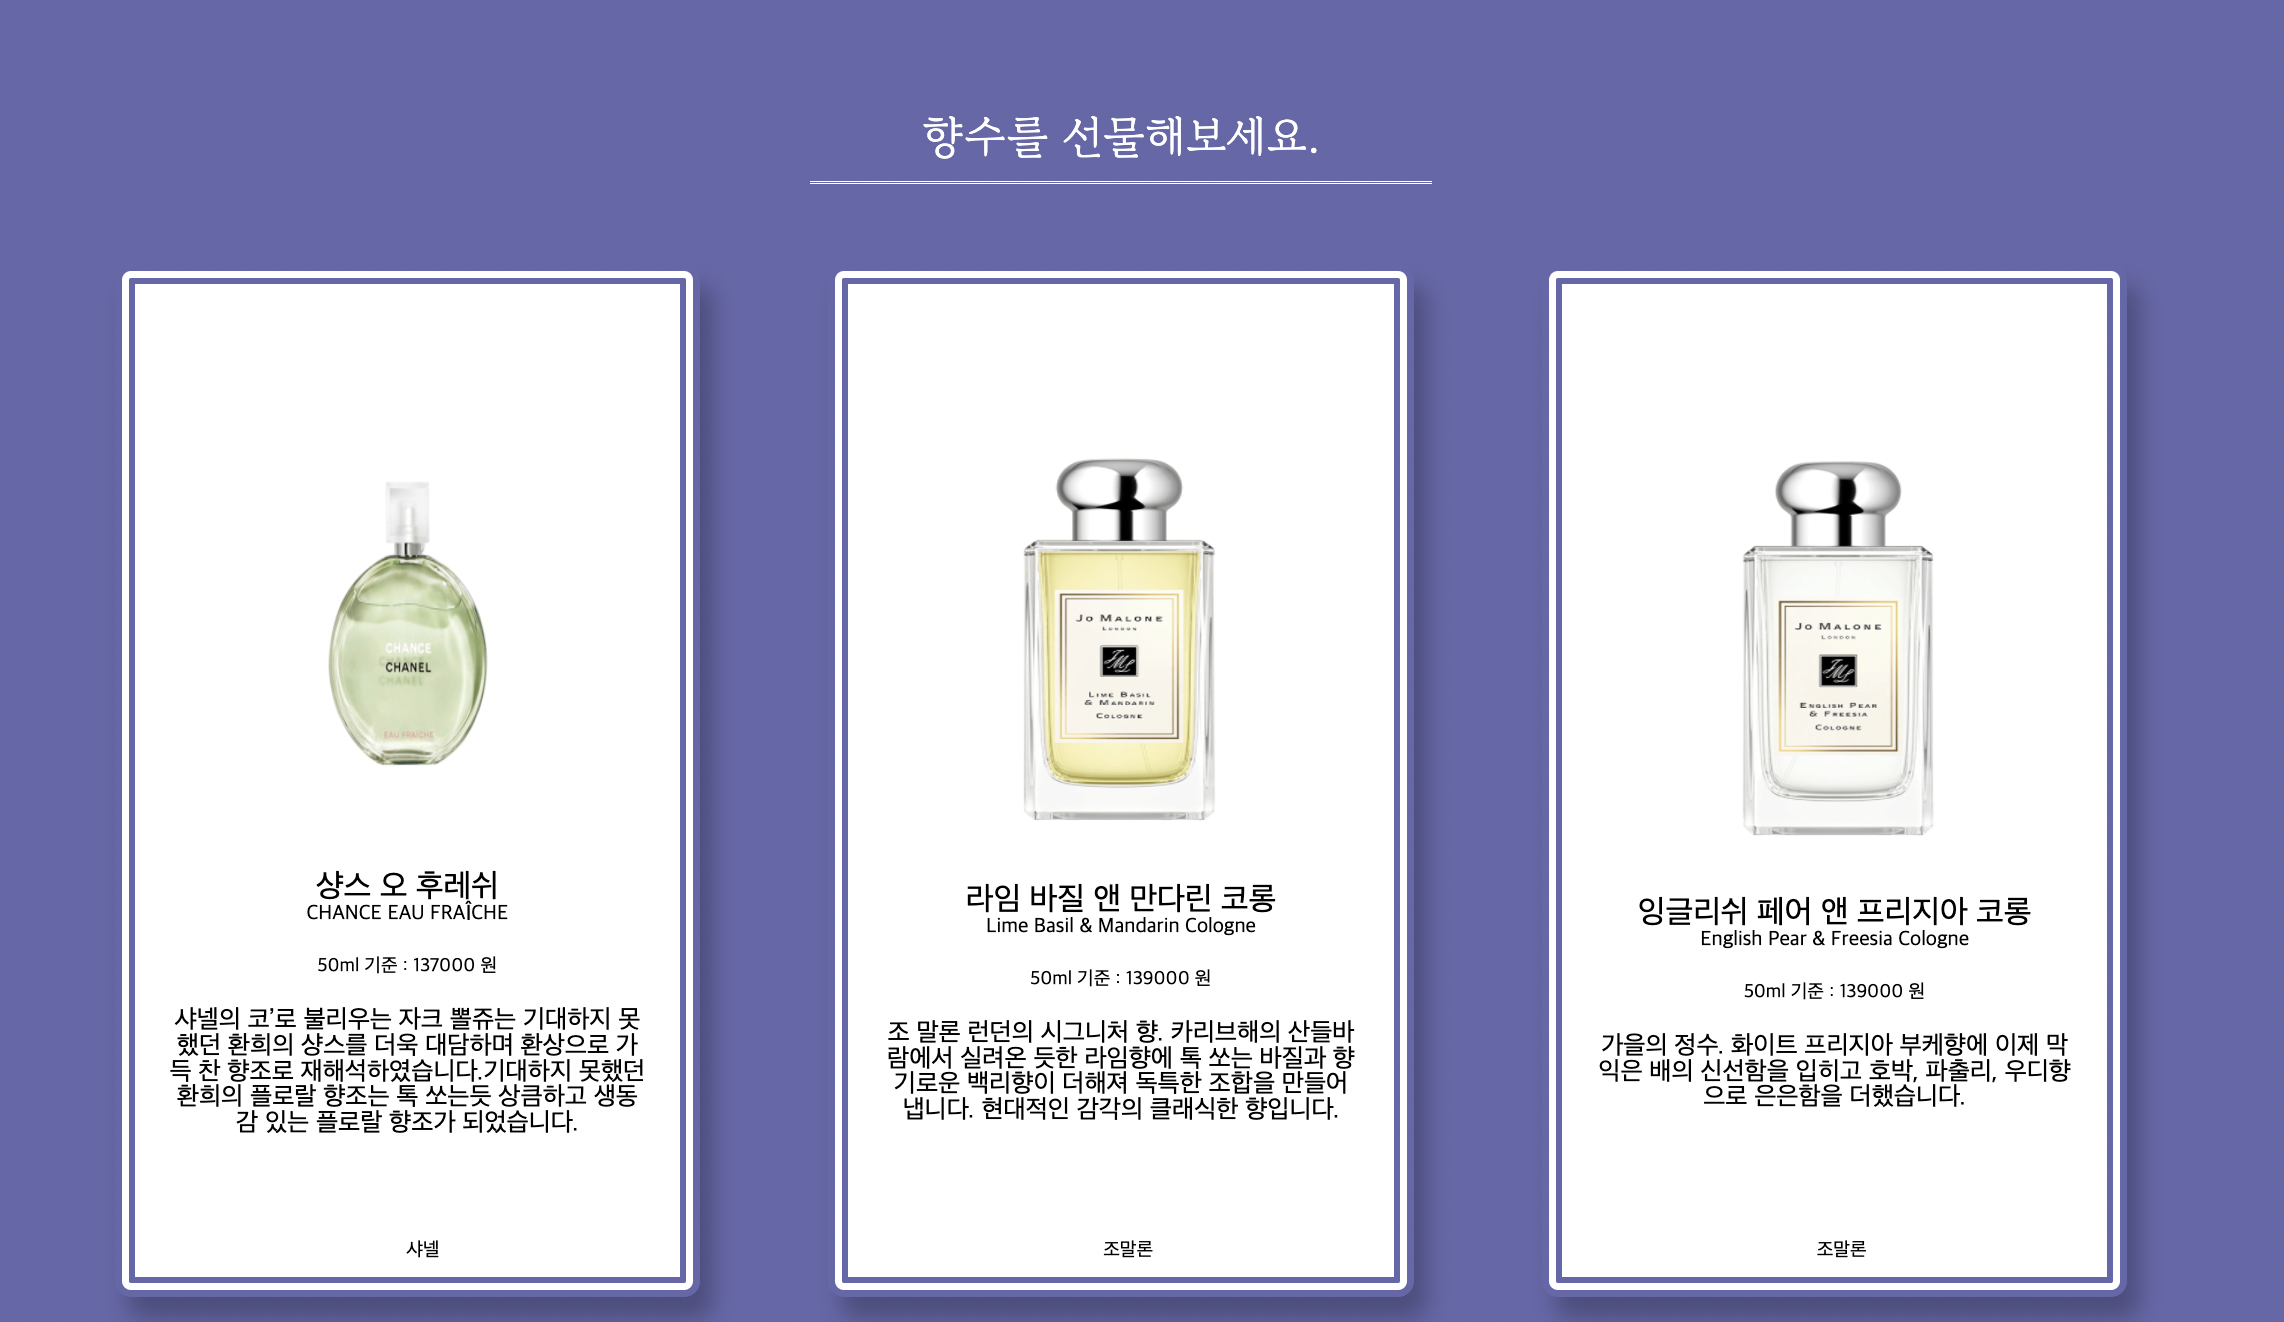 향수를 선물해보세요.
CHANCE
CHANEL
CHANEL
EAU FRAÎCHE
샹스 오 후레쉬
CHANCE EAU FRAÎCHE
50ml 기준 : 137000 원
샤넬의 코’로 불리우는 자크 뽈쥬는 기대하지 못
했던 환희의 샹스를 더욱 대담하며 환상으로 가
득 찬 향조로 재해석하였습니다.기대하지 못했던
환희의 플로랄 향조는 톡 쏘는듯 상큼하고 생동
감 있는 플로랄 향조가 되었습니다.
샤넬
JO MALONE
LONDON
LIME BASIL
& MANDARIN
COLOGNE
라임 바질 앤 만다린 코롱
Lime Basil & Mandarin Cologne
50ml 기준 : 139000 원
조 말론 런던의 시그니처 향. 카리브해의 산들바
람에서 실려온 듯한 라임향에 톡 쏘는 바질과 향
기로운 백리향이 더해져 독특한 조합을 만들어
냅니다. 현대적인 감각의 클래식한 향입니다.
조말론
JO MALONE
LONDON
ENGLISH PEAR
& FREESIA
COLOGNE
잉글리쉬 페어 앤 프리지아 코롱
English Pear & Freesia Cologne
50ml 기준 : 139000 원
가을의 정수. 화이트 프리지아 부케향에 이제 막
익은 배의 신선함을 입히고 호박, 파출리, 우디향
으로 은은함을 더했습니다.
조말론